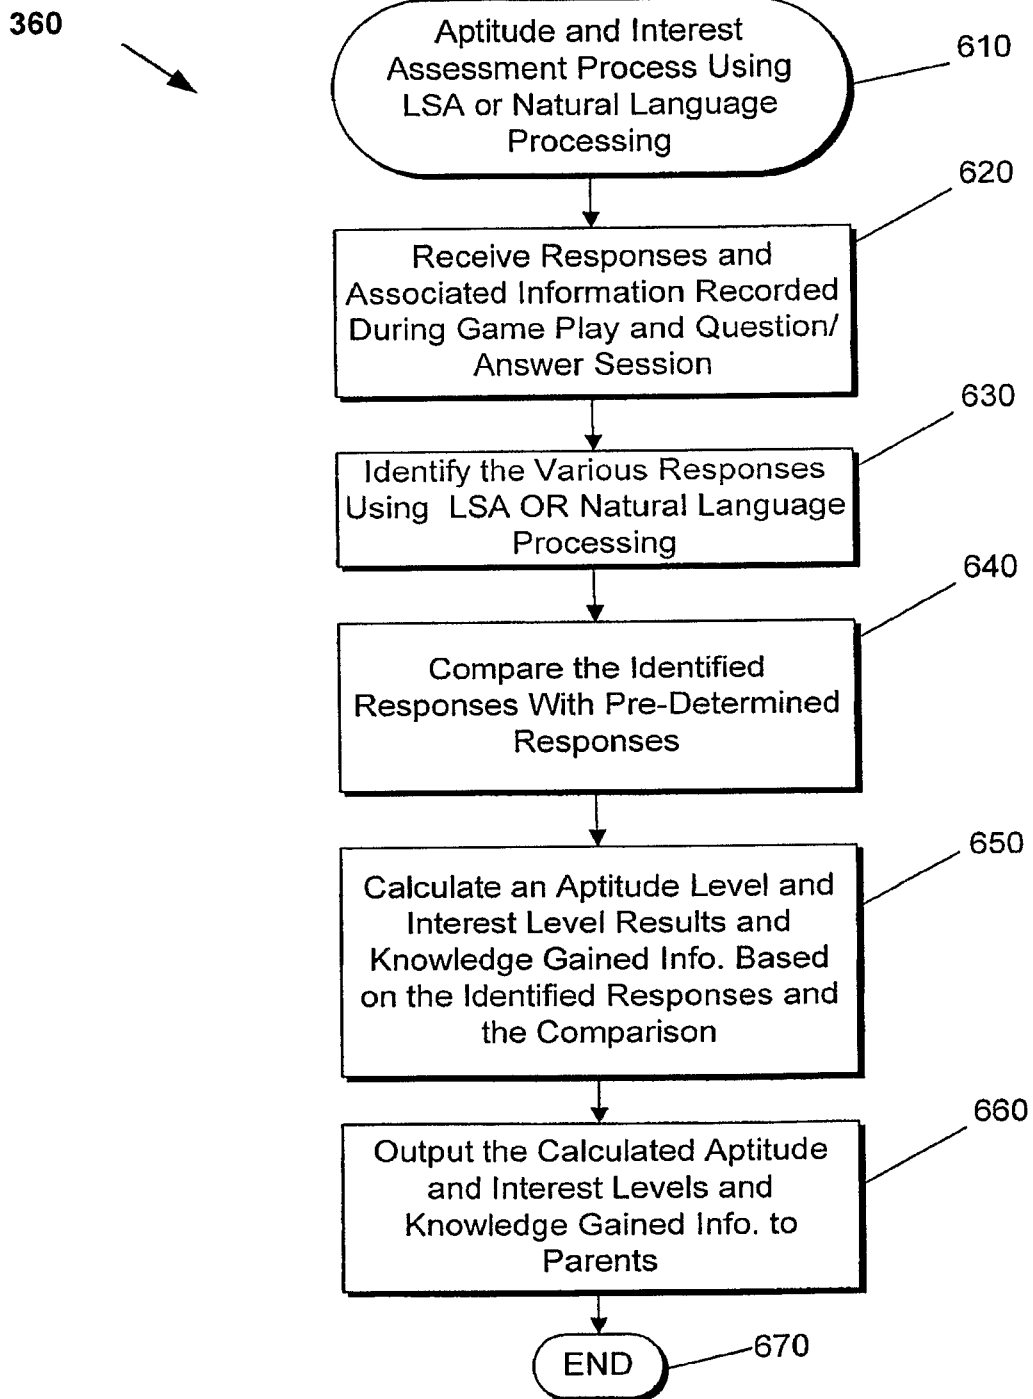 360
Aptitude and Interest
Assessment Process Using
LSA or Natural Language
Processing
610
620
Receive Responses and
Associated Information Recorded
During Game Play and Question/
Answer Session
630
Identify the Various Responses
Using LSA OR Natural Language
Processing
640
Compare the Identified
Responses With Pre-Determined
Responses
650
Calculate an Aptitude Level and
Interest Level Results and
Knowledge Gained Info. Based
on the Identified Responses and
the Comparison
660
Output the Calculated Aptitude
and Interest Levels and
Knowledge Gained Info. to
Parents
END
670